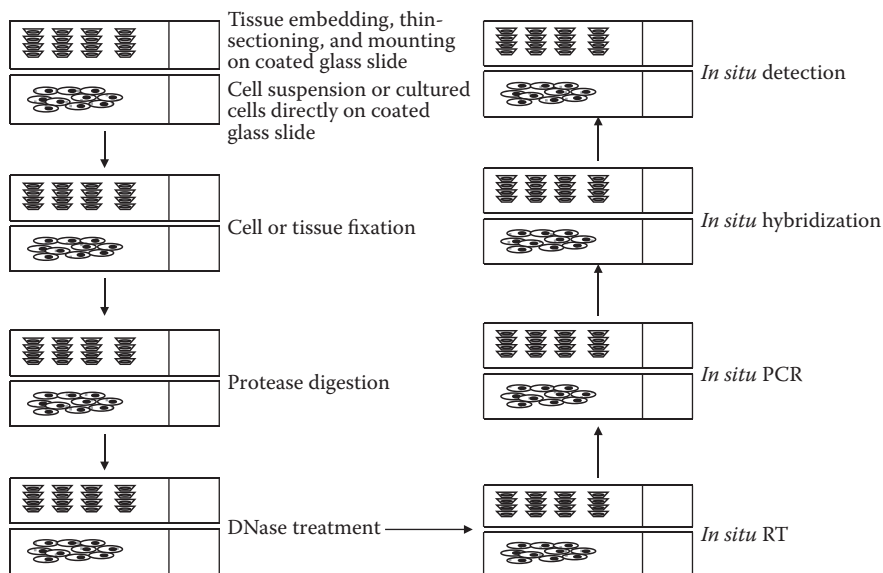 Tissue embedding, thin-
sectioning, and mounting
on coated glass slide
Cell suspension or cultured
cells directly on coated
glass slide
Cell or tissue fixation
Protease digestion
DNase treatment
In situ RT
In situ PCR
In situ hybridization
In situ detection